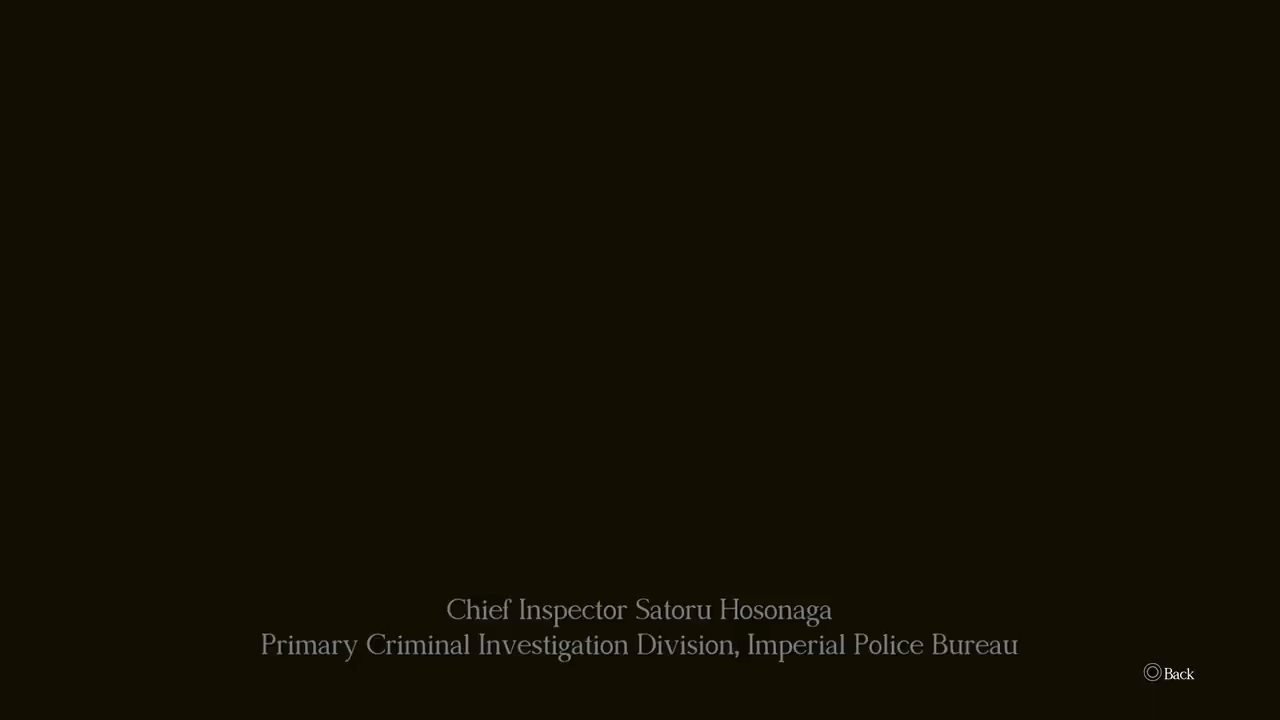 Chief Inspector Satoru Hosonaga
Primary Criminal Investigation Division, Imperial Police Bureau
Back